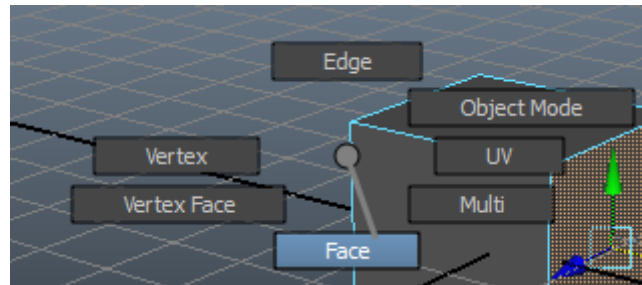 Edge
Object Mode
Vertex
UV
Vertex Face
Multi
Face